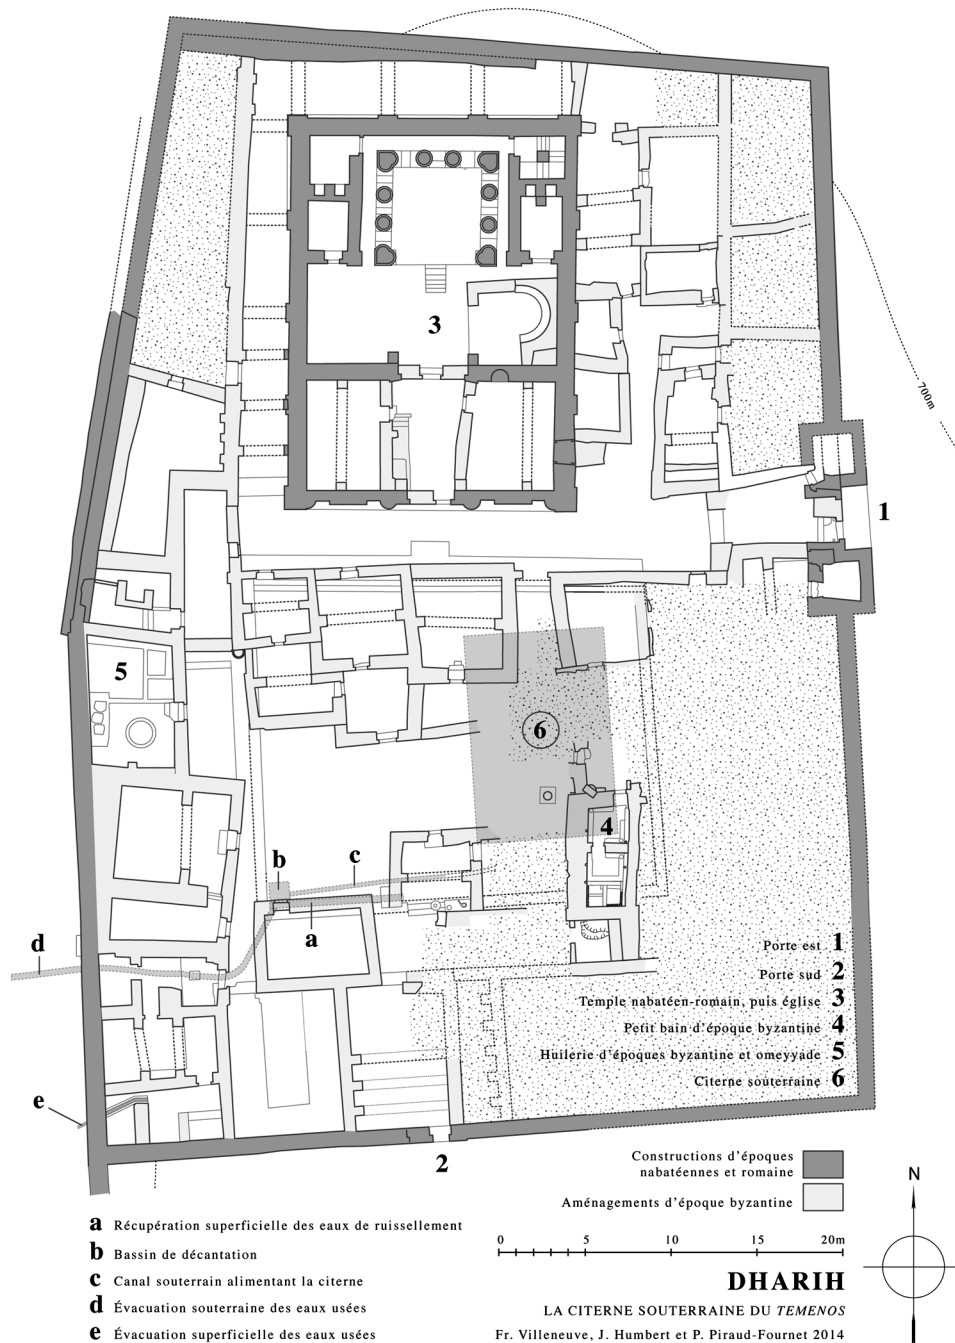 700m
1
3
5
6
4
b
c
a
d
e
2
Porte est 1
Porte sud 2
Temple nabatéen-romain, puis église 3
Petit bain d'époque byzantine 4
Huilerie d'époques byzantine et omeyyade 5
Citerne souterraine 6
Constructions d'époques
nabatéennes et romaine
Aménagements d'époque byzantine
N
a Récupération superficielle des eaux de ruissellement
b Bassin de décantation
c Canal souterrain alimentant la citerne
d Évacuation souterraine des eaux usées
e Évacuation superficielle des eaux usées
0 5 10 15 20m
DHARIH
LA CITERNE SOUTERRAINE DU TEMENOS
Fr. Villeneuve, J. Humbert et P. Piraud-Fournet 2014